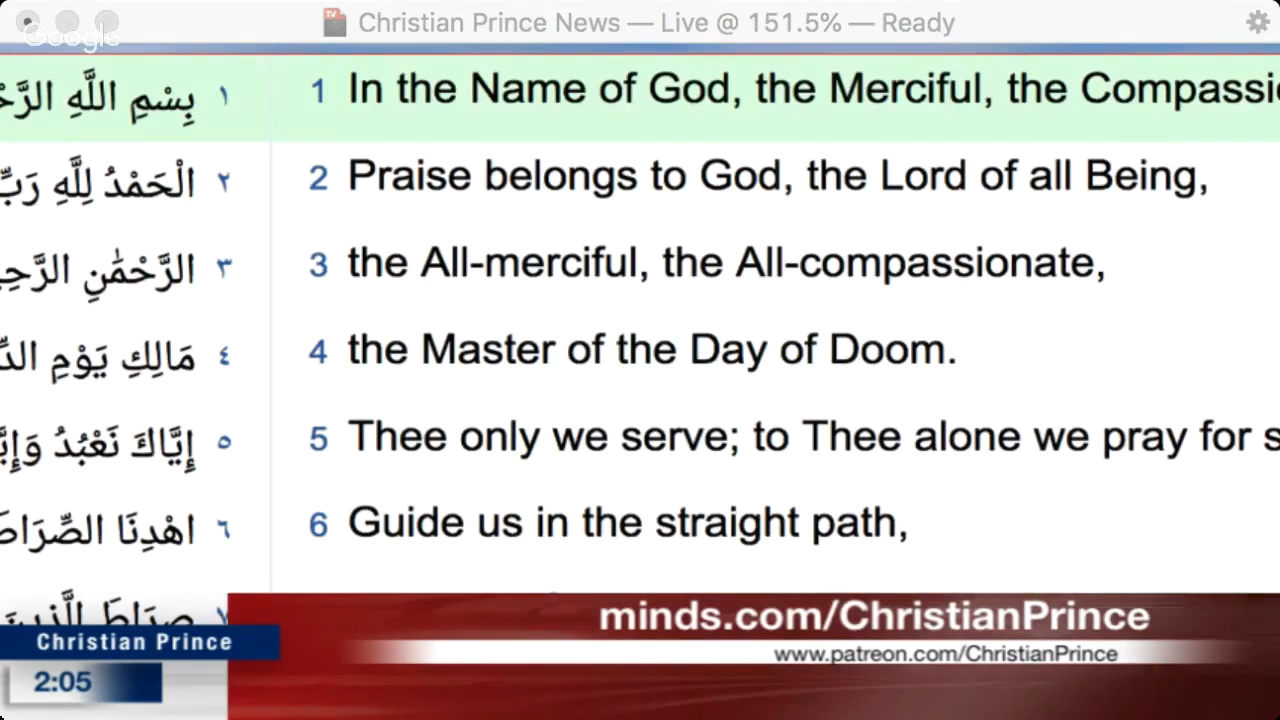 Christian Prince News — Live @ 151.5% — Ready
Google
بِسْمِ اللَّهِ ١
1 In the Name of God, the Merciful, the
الْحَمْدُ لِلَّهِ رَبِّ ٢
2 Praise belongs to God, the Lord of all Being,
الرَّحْمَٰنِ ٣
3 the All-merciful, the All-compassionate,
مَالِكِ يَوْمِ ٤
4 the Master of the Day of Doom.
إِيَّاكَ نَعْبُدُ ٥
5 Thee only we serve; to Thee alone we pray for
اهْدِنَا ٦
6 Guide us in the straight path,
minds.com/ChristianPrince
Christian Prince
www.patreon.com/ChristianPrince
2:05